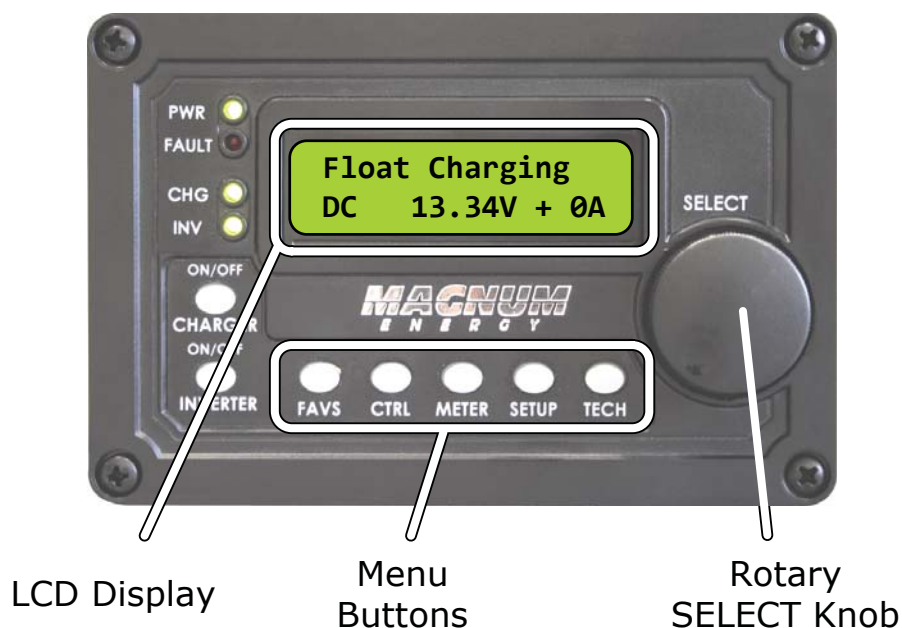 PWR
FAULT
CHG
INV
Float Charging
DC 13.34V + 0A
SELECT
ON/OFF
CHARGER
ON/OFF
INVERTER
MAGNUM
ENERGY
FAVS CTRL METER SETUP TECH
LCD Display
Menu
Buttons
Rotary
SELECT Knob